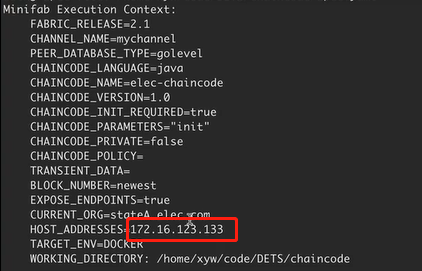 Minifab Execution Context:
FABRIC_RELEASE=2.1
CHANNEL_NAME=mychannel
PEER_DATABASE_TYPE=golevel
CHAINCODE_LANGUAGE=java
CHAINCODE_NAME=elec-chaincode
CHAINCODE_VERSION=1.0
CHAINCODE_INIT_REQUIRED=true
CHAINCODE_PARAMETERS="init"
CHAINCODE_PRIVATE=false
CHAINCODE_POLICY=
TRANSIENT_DATA=
BLOCK_NUMBER=newest
EXPOSE_ENDPOINTS=true
CURRENT_ORG=stateA.elec.com
HOST_ADDRESSES=172.16.123.133
TARGET_ENV=DOCKER
WORKING_DIRECTORY: /home/xyw/code/DETS/chaincode